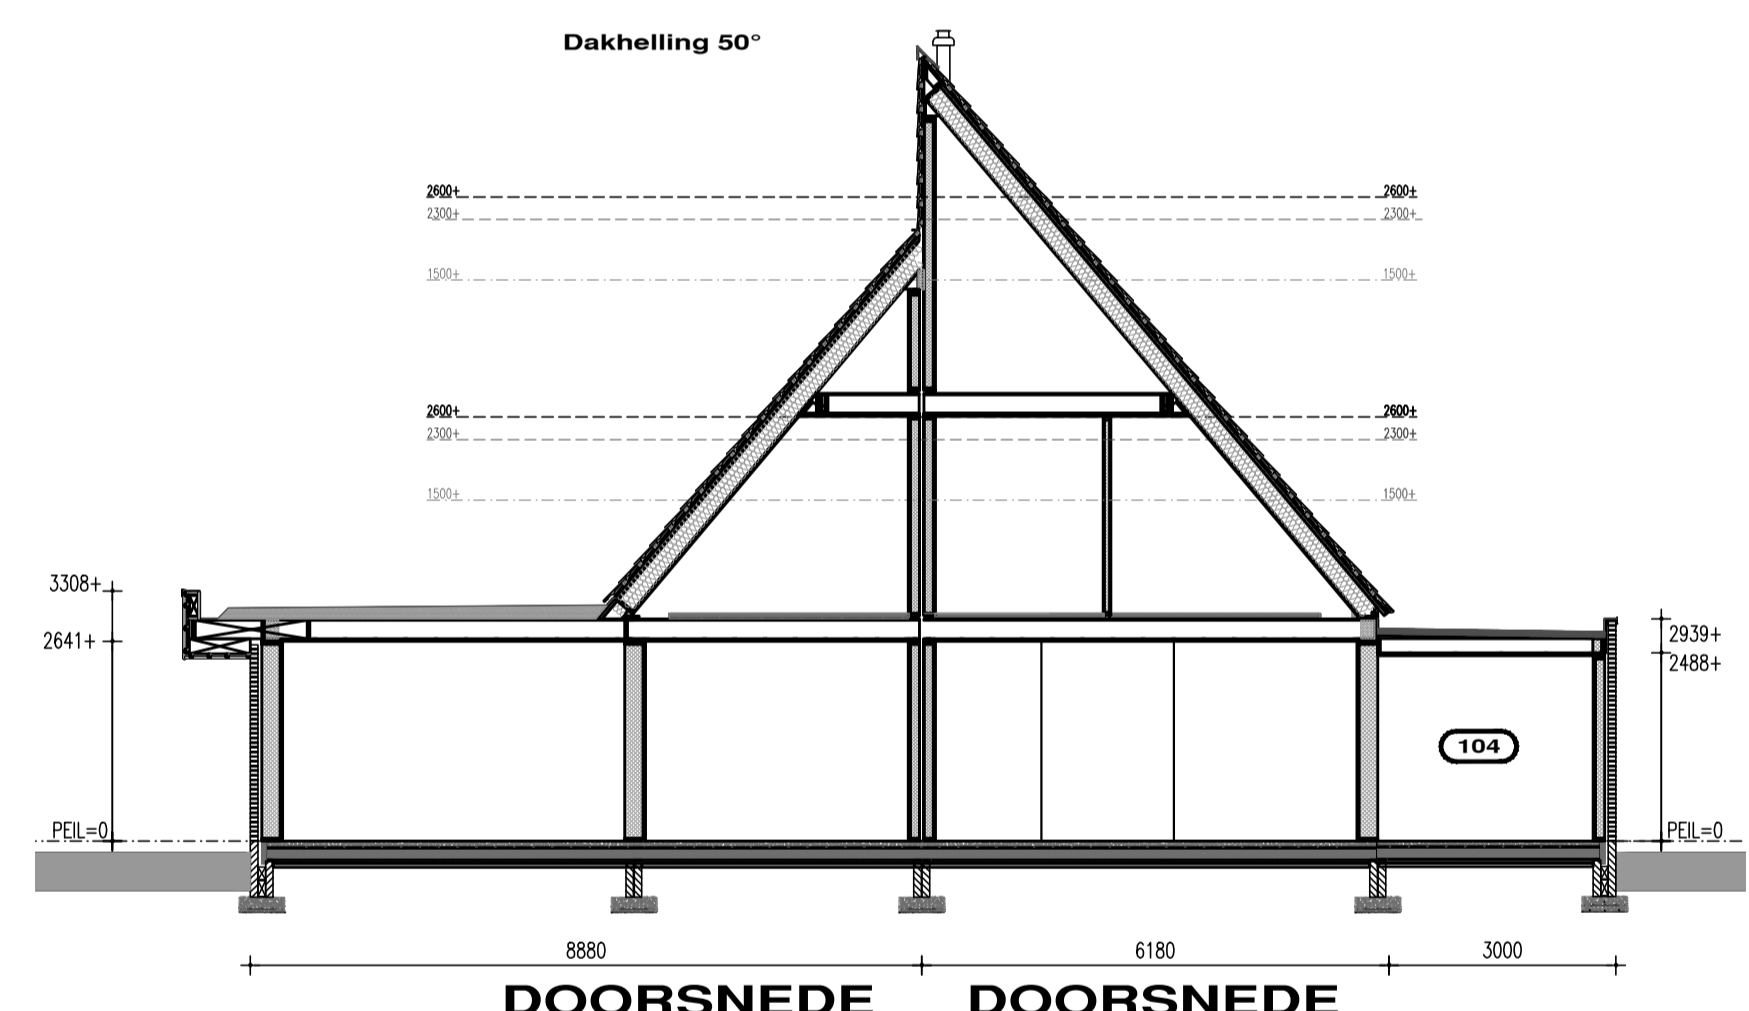 Dakhelling 50°
2600+ 2600+
2300+ 2300+
1500+ 1500+
2600+ 2600+
2300+ 2300+
1500+ 1500+
3308+
2641+
2939+
2488+
104
PEIL=0 PEIL=0
8880 6180 3000
DOORSNEDE DOORSNEDE